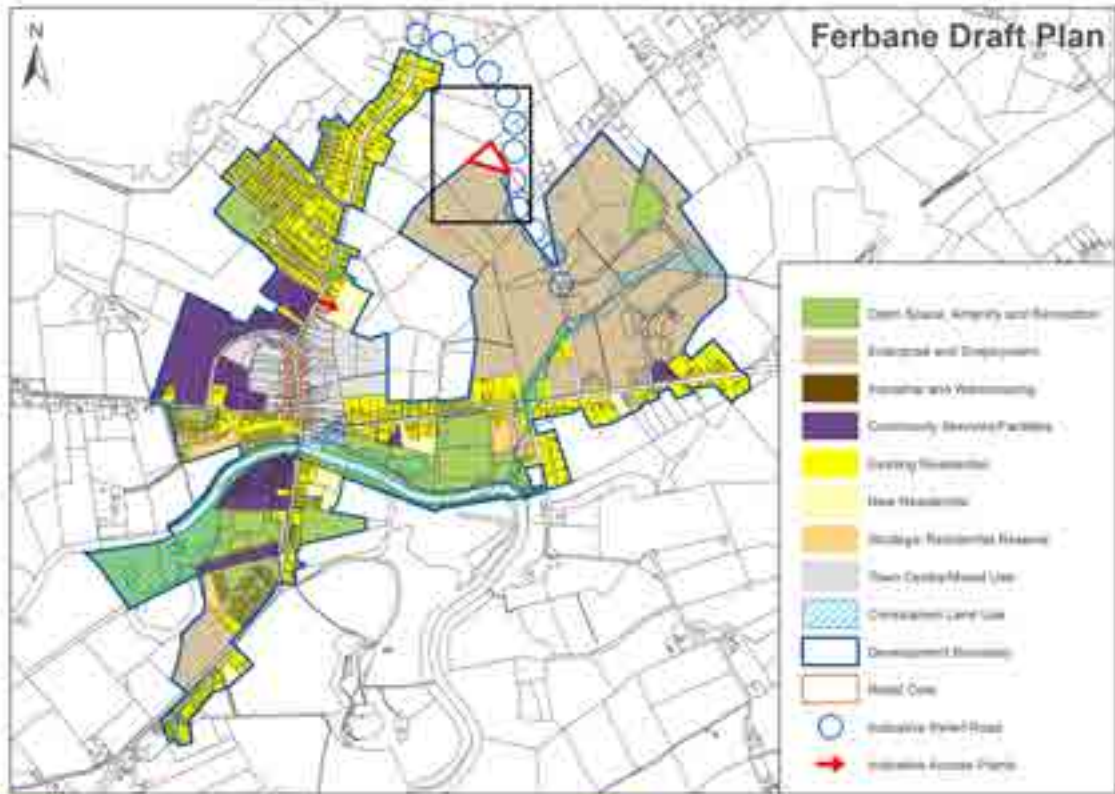 Ferbane Draft Plan
N
Open Space, Amenity and Recreation
Enterprise and Employment
Industrial and Warehousing
Community Services/Facilities
Existing Residential
New Residential
Strategic Residential Reserve
Town Centre/Mixed Use
Constrained Land Use
Development Boundary
Retail Core
Indicative Relief Road
Indicative Access Points